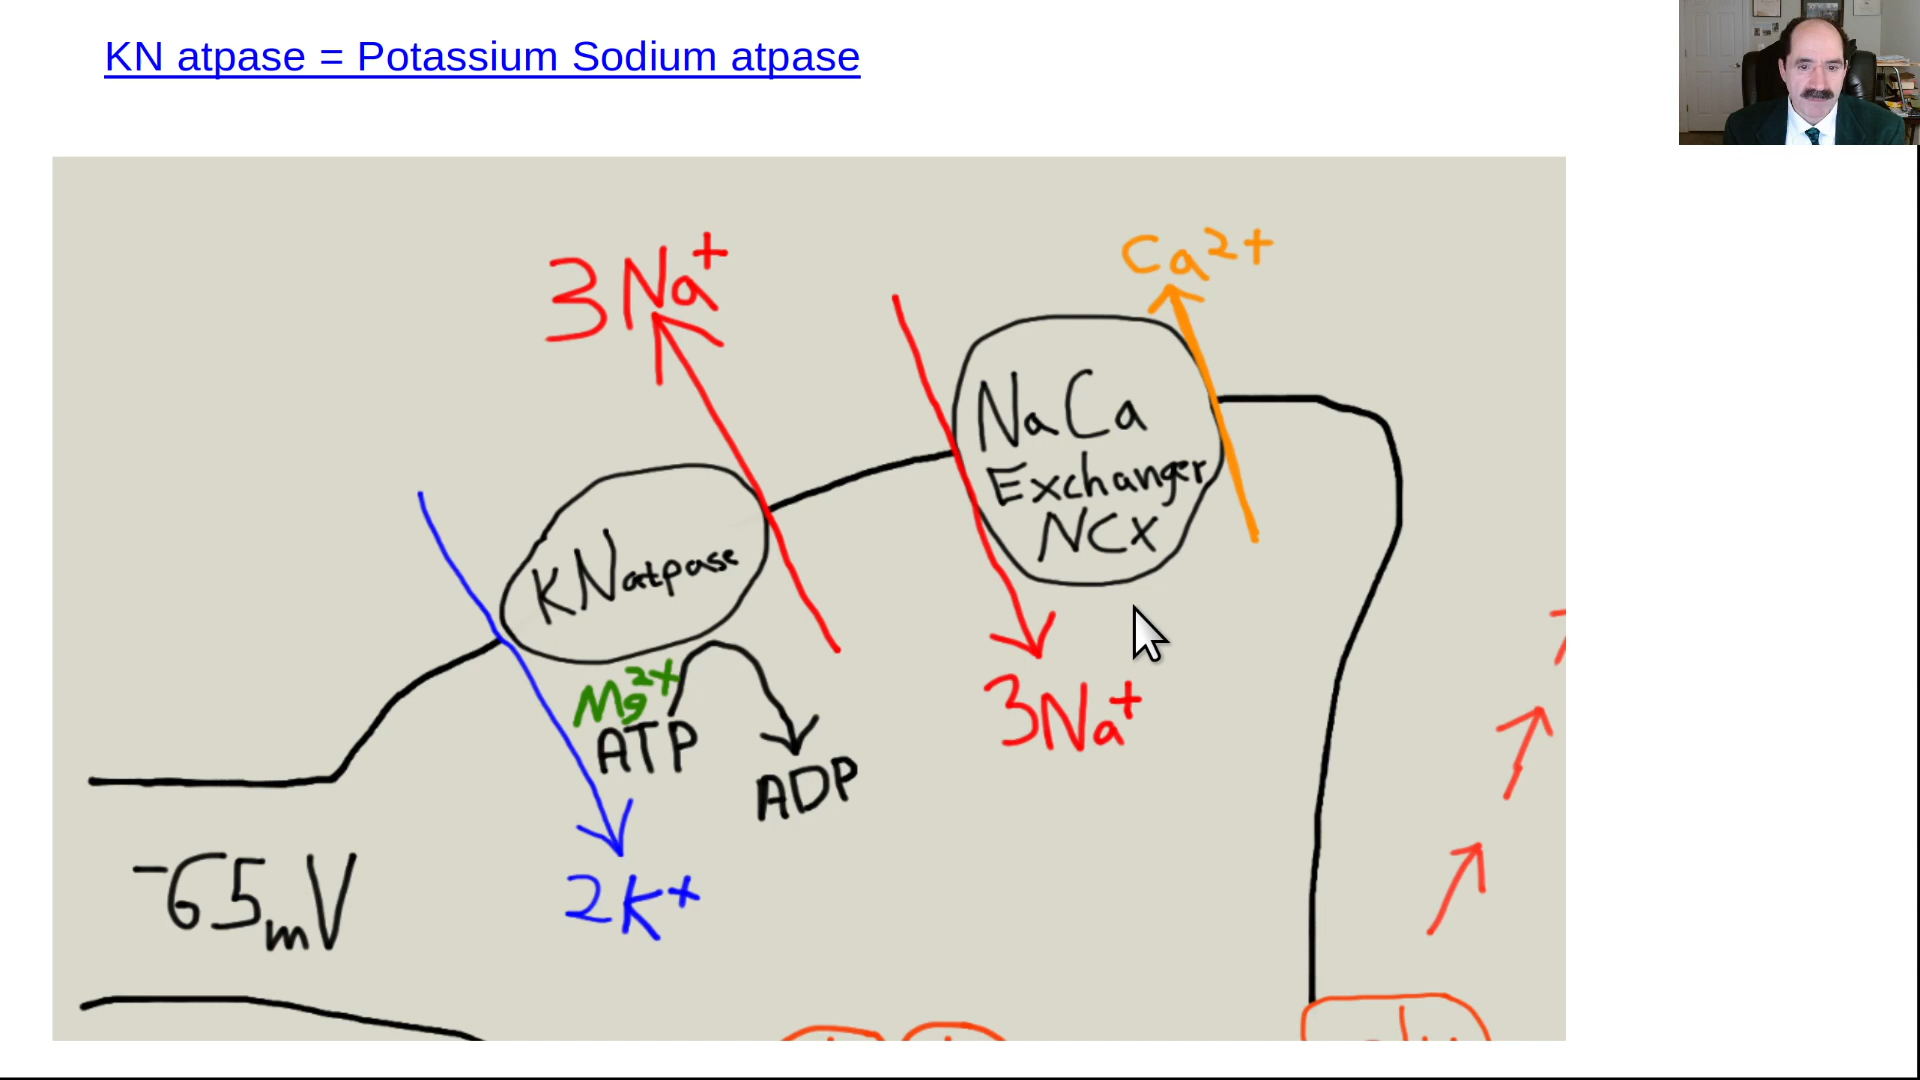 KN atpase = Potassium Sodium atpase
3Na+
Ca2+
NaCa
Exchanger
NCX
KNatpase
Mg2+
ATP
ADP
3Na+
-65mV
2K+